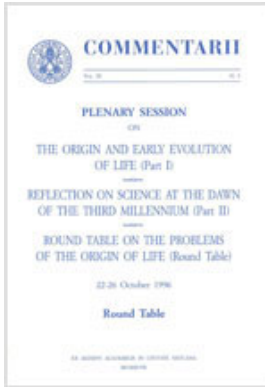 COMMENTARII
PLENARY SESSION
ON
THE ORIGIN AND EARLY EVOLUTION
OF LIFE (Part I)
REFLECTION ON SCIENCE AT THE DAWN
OF THE THIRD MILLENNIUM (Part II)
ROUND TABLE ON THE PROBLEMS
OF THE ORIGIN OF LIFE (Round Table)
22-26 October 1996
Round Table